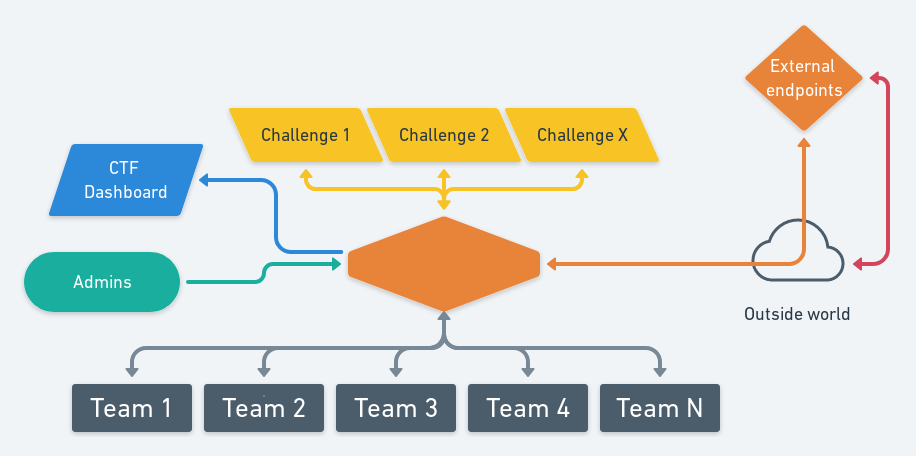 External
endpoints
Challenge 1
Challenge 2
Challenge X
CTF
Dashboard
Admins
Outside world
Team 1
Team 2
Team 3
Team 4
Team N